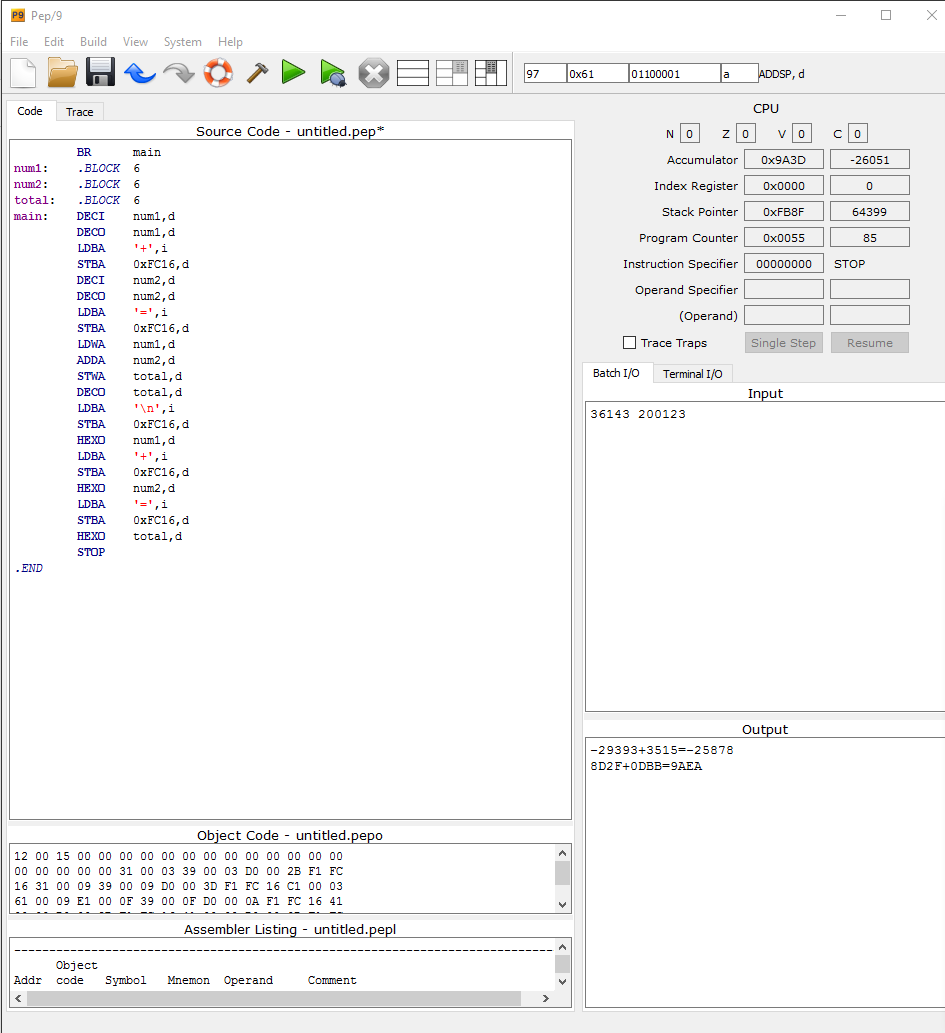 Pep/9
File Edit Build View System Help
97 0x61 01100001 a ADDSP, d
Code Trace
Source Code - untitled.pep*
BR main
num1: .BLOCK 6
num2: .BLOCK 6
total: .BLOCK 6
main: DECI num1,d
DECO num1,d
LDBA '+',i
STBA 0xFC16,d
DECI num2,d
DECO num2,d
LDBA '=',i
STBA 0xFC16,d
LDWA num1,d
ADDA num2,d
STWA total,d
DECO total,d
LDBA '\n',i
STBA 0xFC16,d
HEXO num1,d
LDBA '+',i
STBA 0xFC16,d
HEXO num2,d
LDBA '=',i
STBA 0xFC16,d
HEXO total,d
STOP
.END
Object Code - untitled.pepo
12 00 15 00 00 00 00 00 00 00 00 00 00 00 00 00
00 00 00 00 00 31 00 03 39 00 03 D0 00 2B F1 FC
16 31 00 09 39 00 09 D0 00 3D F1 FC 16 C1 00 03
61 00 09 E1 00 0F 39 00 0F D0 00 0A F1 FC 16 41
Assembler Listing - untitled.pepl
-----------------------------------------------------------------------------
Object
Addr code Symbol Mnemon Operand Comment
CPU
N 0 Z 0 V 0 C 0
Accumulator 0x9A3D -26051
Index Register 0x0000 0
Stack Pointer 0xFB8F 64399
Program Counter 0x0055 85
Instruction Specifier 00000000 STOP
Operand Specifier
(Operand)
Trace Traps Single Step Resume
Batch I/O Terminal I/O
Input
36143 200123
Output
-29393+3515=-25878
8D2F+0DBB=9AEA